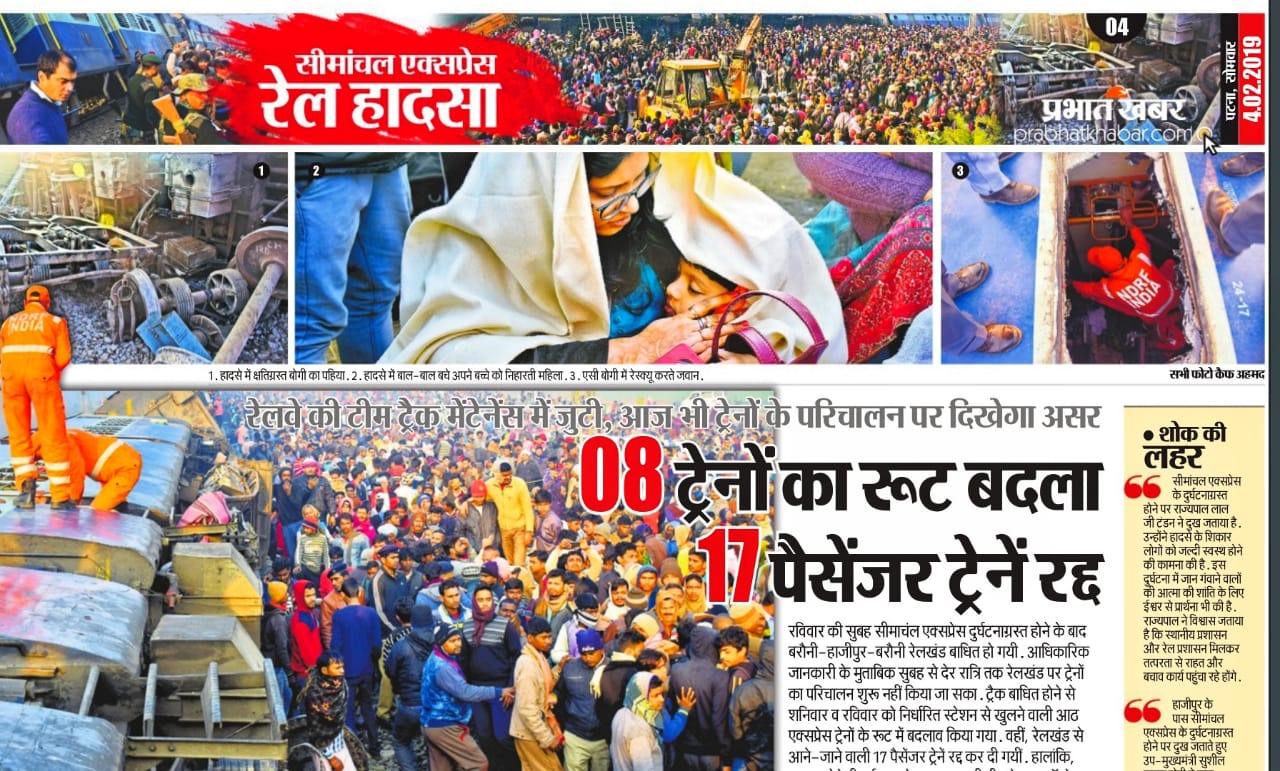 सीमांचल एक्सप्रेस
रेल हादसा
04
प्रभात खबर
prabhatkhabar.com
पटना, सोमवार
4.02.2019
1
2
3
NDRF
INDIA
NDRF
INDIA
24-17
1. हादसे में क्षतिग्रस्त बोगी का पहिया. 2. हादसे में बाल-बाल बचे अपने बच्चे को निहारती महिला. 3. एसी बोगी में रेस्क्यू करते जवान.
सभी फोटो कैफ अहमद
रेलवे की टीम ट्रैक मेंटेनेंस में जुटी, आज भी ट्रेनों के परिचालन पर दिखेगा असर
08 ट्रेनों का रूट बदला
17 पैसेंजर ट्रेनें रद्द
रविवार की सुबह सीमाचंल एक्सप्रेस दुर्घटनाग्रस्त होने के बाद
बरौनी-हाजीपुर-बरौनी रेलखंड बाधित हो गयी. आधिकारिक
जानकारी के मुताबिक सुबह से देर रात्रि तक रेलखंड पर ट्रेनों
का परिचालन शुरू नहीं किया जा सका. ट्रैक बाधित होने से
शनिवार व रविवार को निर्धारित स्टेशन से खुलने वाली आठ
एक्सप्रेस ट्रेनों के रूट में बदलाव किया गया. वहीं, रेलखंड से
आने-जाने वाली 17 पैसेंजर ट्रेनें रद्द कर दी गयीं. हालांकि,
• शोक की
लहर
सीमांचल एक्सप्रेस
के दुर्घटनाग्रस्त
होने पर राज्यपाल लाल
जी टंडन ने दुख जताया है.
उन्होंने हादसे के शिकार
लोगों को जल्दी स्वस्थ होने
की कामना की है. इस
दुर्घटना में जान गंवाने वालों
की आत्मा की शांति के लिए
ईश्वर से प्रार्थना भी की है.
राज्यपाल ने विश्वास जताया
है कि स्थानीय प्रशासन
और रेल प्रशासन मिलकर
तत्परता से राहत और
बचाव कार्य पहुंचा रहे होंगे.
हाजीपुर के
पास सीमांचल
एक्सप्रेस के दुर्घटनाग्रस्त
होने पर दुख जताते हुए
उप-मुख्यमंत्री सुशील